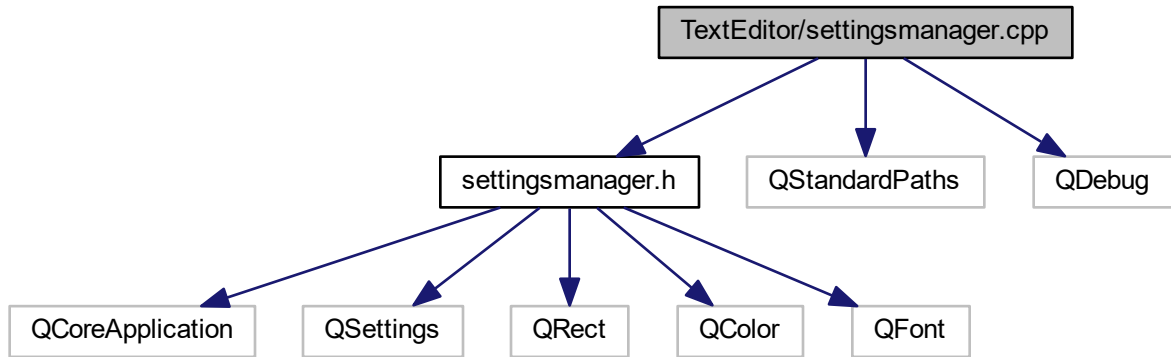 TextEditor/settingsmanager.cpp
settingsmanager.h
QStandardPaths
QDebug
QCoreApplication
QSettings
QRect
QColor
QFont